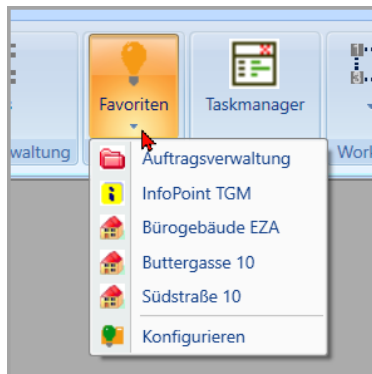 Favoriten
Taskmanager
waltung
Work
Auftragsverwaltung
InfoPoint TGM
Bürogebäude EZA
Buttergasse 10
Südstraße 10
Konfigurieren